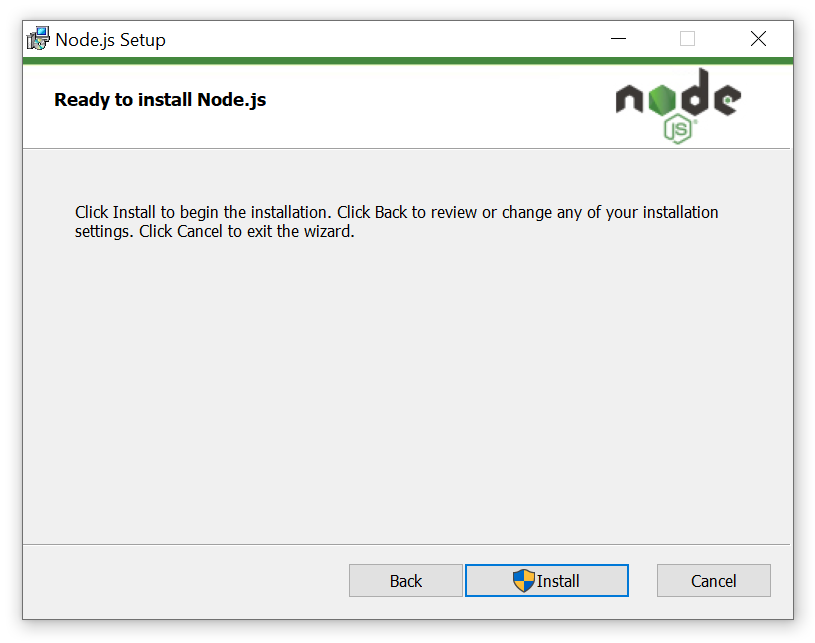 Node.js Setup
Ready to install Node.js
node
JS
Click Install to begin the installation. Click Back to review or change any of your installation
settings. Click Cancel to exit the wizard.
Back
Install
Cancel